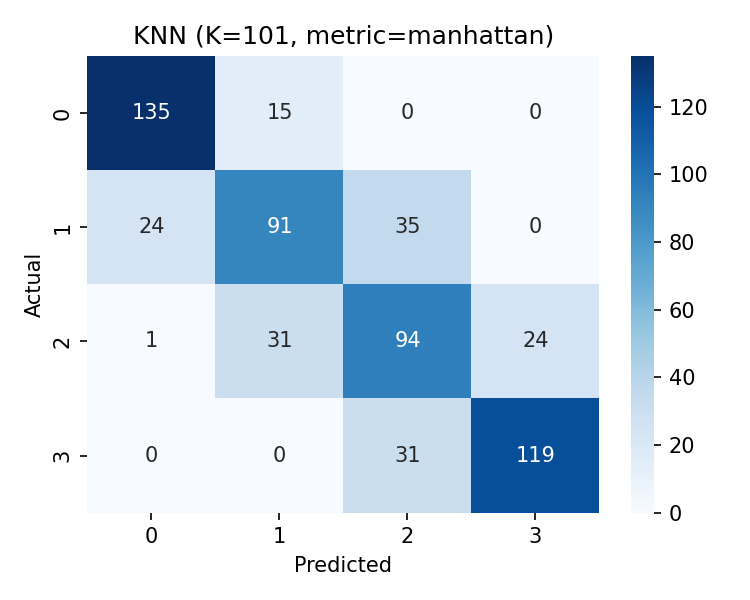 KNN (K=101, metric=manhattan)
0 135 15 0 0
1 24 91 35 0
2 1 31 94 24
3 0 0 31 119
0 1 2 3
Predicted
Actual
120
100
80
60
40
20
0